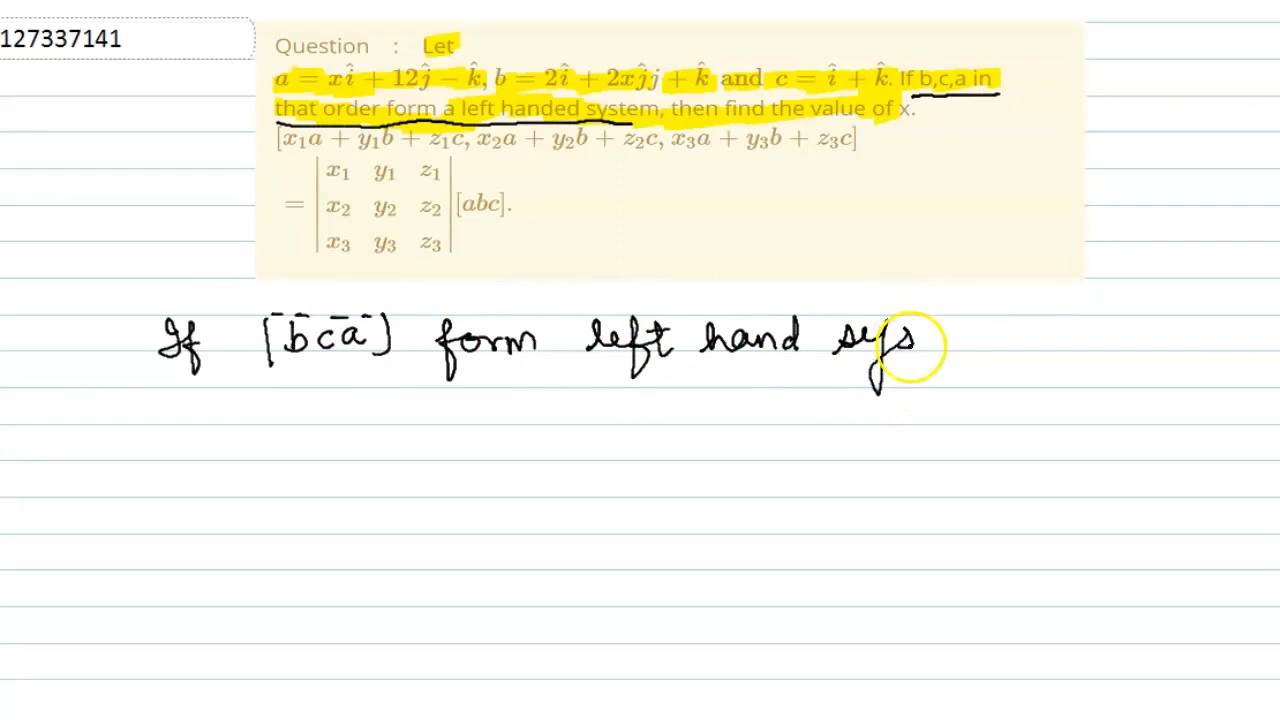 127337141
Question : Let
a = xî + 12ĵ − k̂, b = 2î + 2xĵj + k̂ and c = î + k̂. If b,c,a in
that order form a left handed system, then find the value of x.
[x₁a + y₁b + z₁c, x₂a + y₂b + z₂c, x₃a + y₃b + z₃c]
= | x₁ y₁ z₁ |
| x₂ y₂ z₂ | [abc].
| x₃ y₃ z₃ |
If [b̄ c̄ ā] form left hand sys